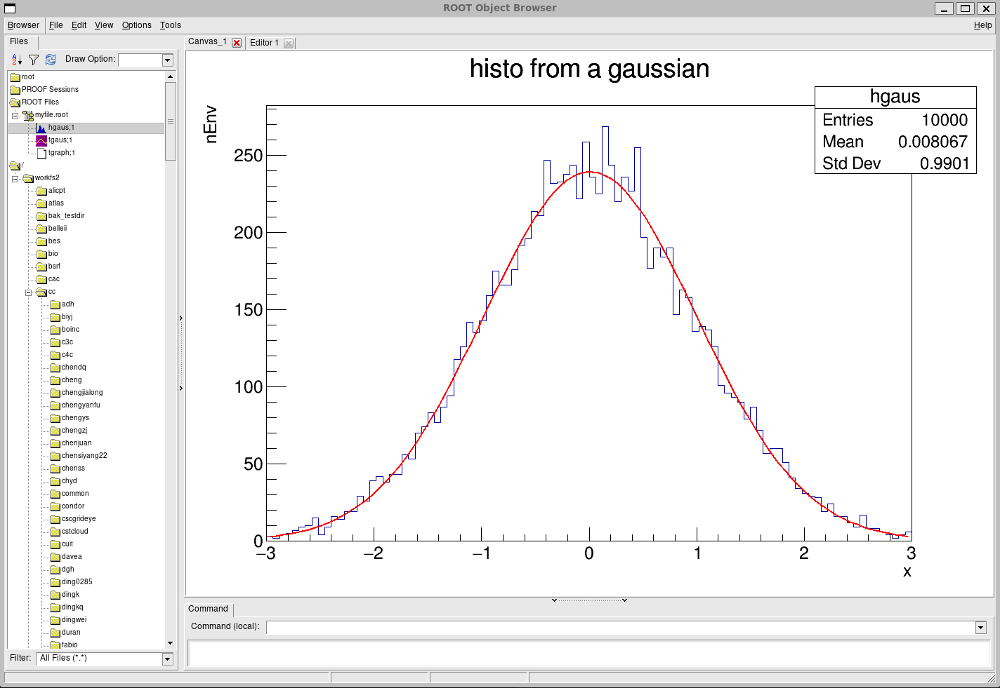 ROOT Object Browser
Browser File Edit View Options Tools Help
Files
Draw Option:
root
PROOF Sessions
ROOT Files
myfile.root
hgaus;1
fgaus;1
tgraph;1
/
workfs2
alicpt
atlas
bak_testdir
belleii
bes
bio
bsrf
cac
cc
adh
biyj
boinc
c3c
c4c
chendq
cheng
chengjialong
chengyanfu
chengys
chengzj
chenjuan
chensiyang22
chenss
chyd
common
condor
cscgrideye
cstcloud
cuit
davea
dgh
ding0285
dingk
dingkq
dingwei
duran
fabio
Filter: All Files (*.*)
Canvas_1 Editor 1
histo from a gaussian
hgaus
Entries 10000
Mean 0.008067
Std Dev 0.9901
nEnv
250
200
150
100
50
0
−3 −2 −1 0 1 2 3
x
Command
Command (local):